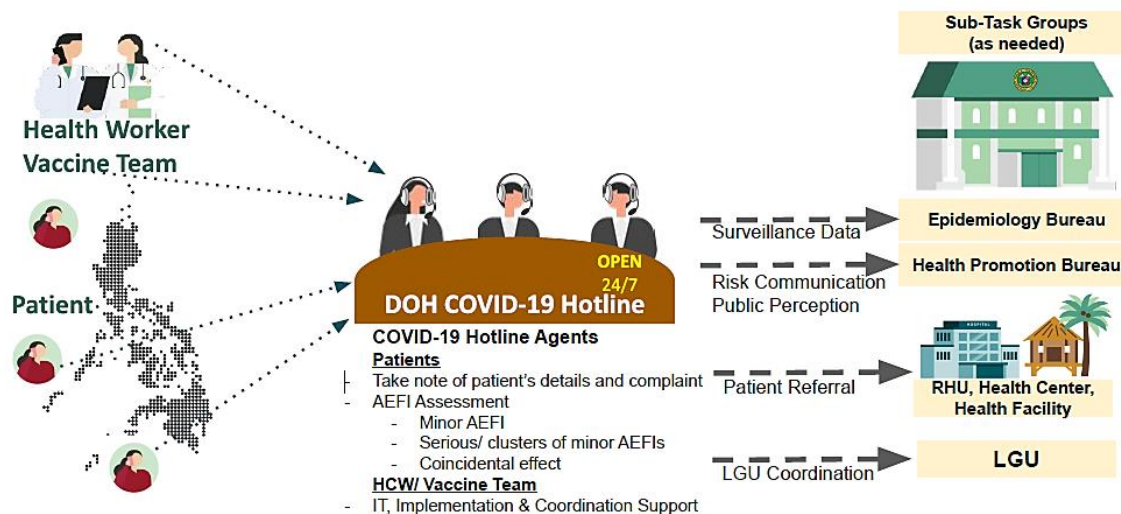 Health Worker
Vaccine Team
Patient
OPEN
24/7
DOH COVID-19 Hotline
COVID-19 Hotline Agents
Patients
Take note of patient's details and complaint
- AEFI Assessment
- Minor AEFI
- Serious/ clusters of minor AEFIs
- Coincidental effect
HCW/ Vaccine Team
- IT, Implementation & Coordination Support
Surveillance Data
Risk Communication
Public Perception
Patient Referral
LGU Coordination
Sub-Task Groups
(as needed)
Epidemiology Bureau
Health Promotion Bureau
HOSPITAL
RHU, Health Center,
Health Facility
LGU